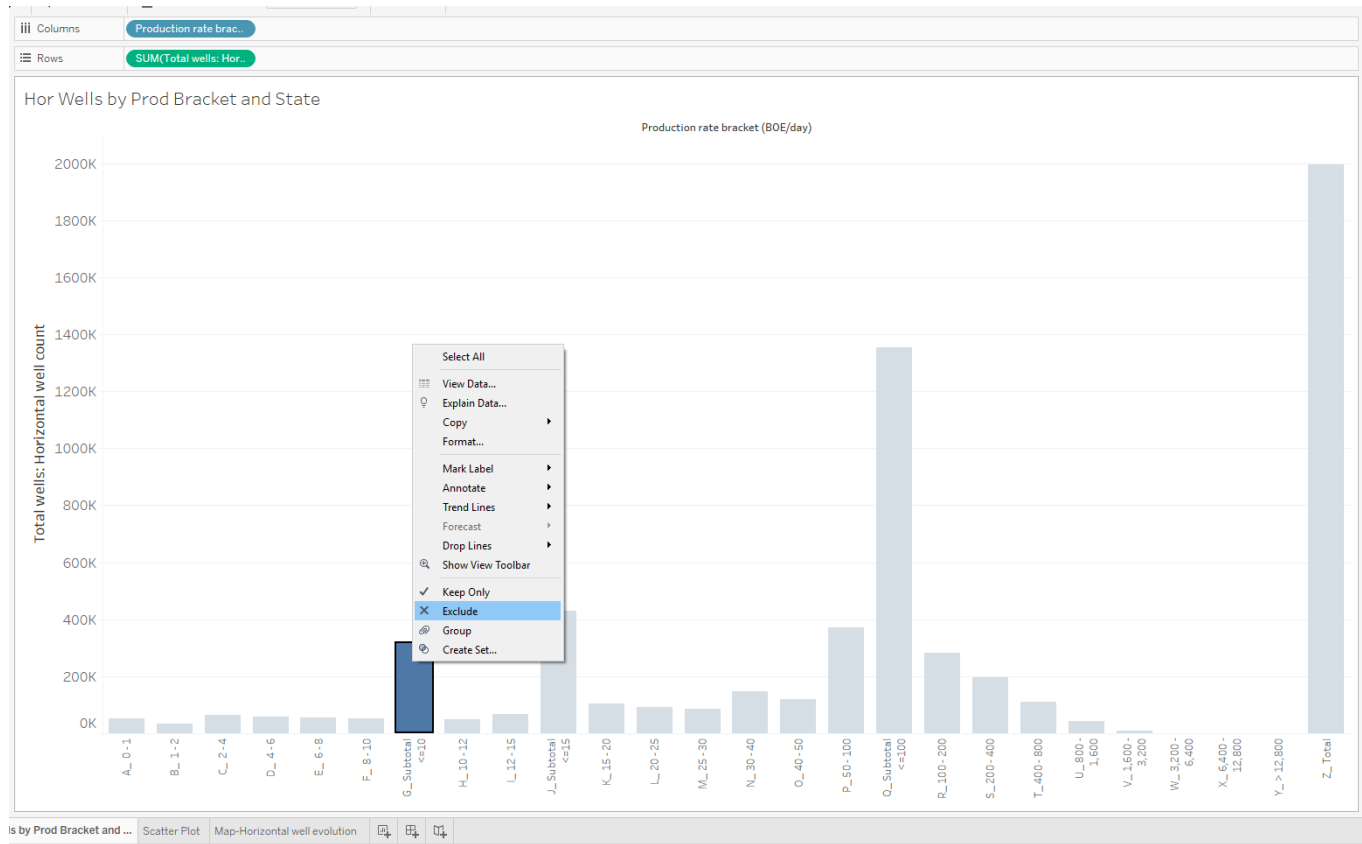 Columns
Production rate brac..
Rows
SUM(Total wells: Hor..
Hor Wells by Prod Bracket and State
Production rate bracket (BOE/day)
Total wells: Horizontal well count
2000K
1800K
1600K
1400K
1200K
1000K
800K
600K
400K
200K
0K
Select All
View Data...
Explain Data...
Copy
Format...
Mark Label
Annotate
Trend Lines
Forecast
Drop Lines
Show View Toolbar
Keep Only
Exclude
Group
Create Set...
A_ 0 - 1
B_ 1 - 2
C_ 2 - 4
D_ 4 - 6
E_ 6 - 8
F_ 8 - 10
G_ Subtotal
<=10
H_ 10 - 12
I_ 12 - 15
J_ Subtotal
<=15
K_ 15 - 20
L_ 20 - 25
M_ 25 - 30
N_ 30 - 40
O_ 40 - 50
P_ 50 - 100
Q_ Subtotal
<=100
R_ 100 - 200
S_ 200 - 400
T_ 400 - 800
U_ 800 -
1,600
V_ 1,600 -
3,200
W_ 3,200 -
6,400
X_ 6,400 -
12,800
Y_ > 12,800
Z_ Total
ls by Prod Bracket and ...
Scatter Plot
Map-Horizontal well evolution